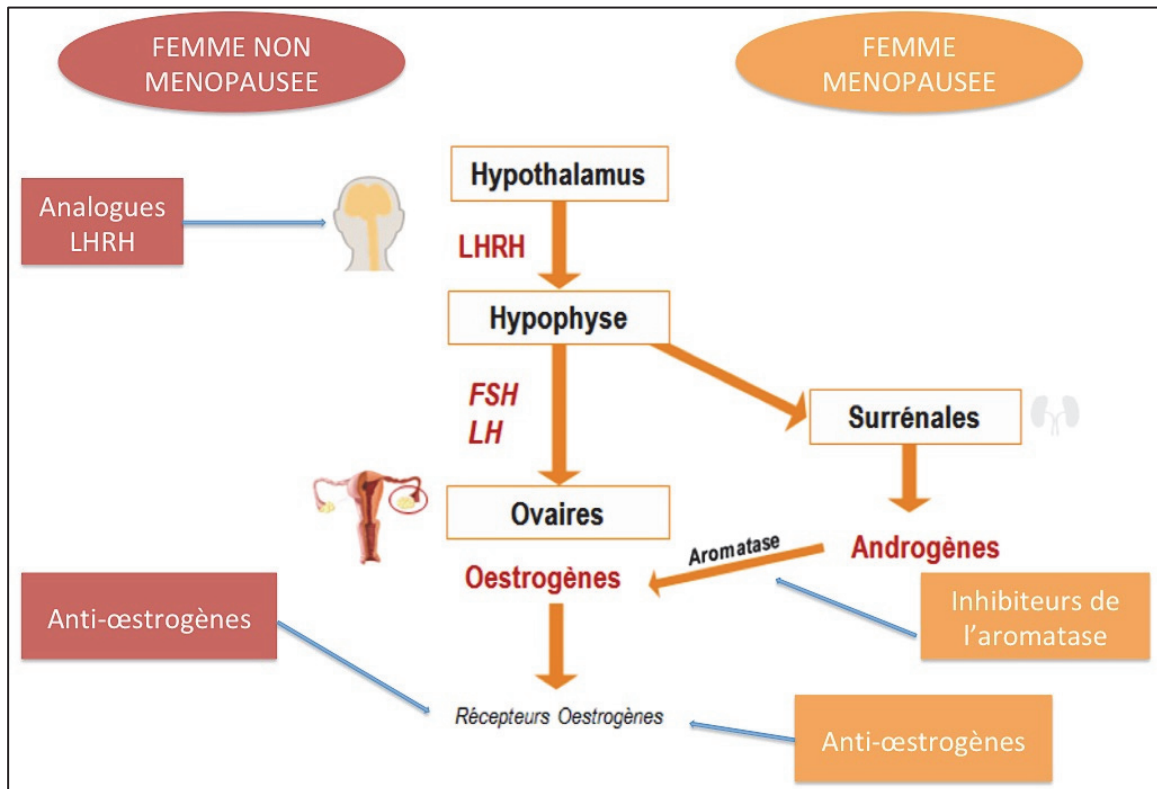 FEMME NON
MENOPAUSEE
FEMME
MENOPAUSEE
Hypothalamus
Analogues
LHRH
LHRH
Hypophyse
FSH
LH
Surrénales
Ovaires
Aromatase
Androgènes
Oestrogènes
Anti-œstrogènes
Inhibiteurs de
l’aromatase
Récepteurs Oestrogènes
Anti-œstrogènes